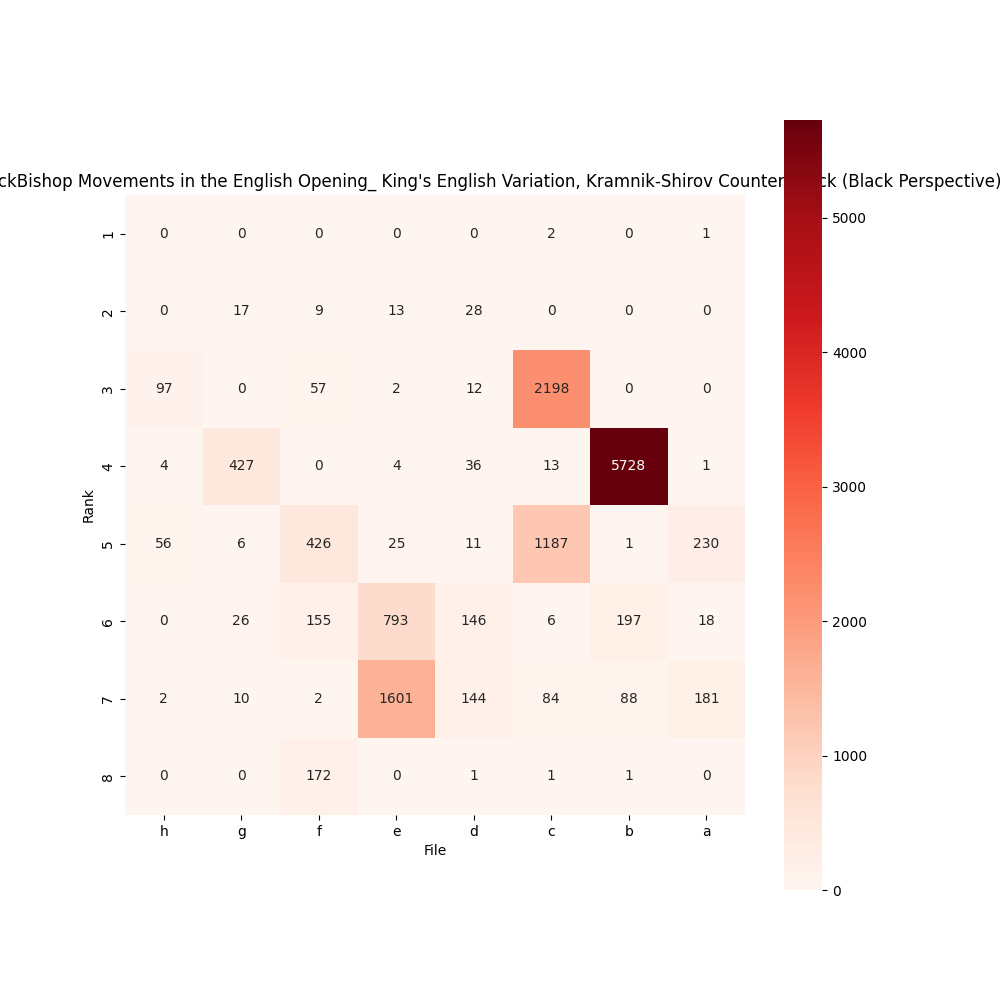 ckBishop Movements in the English Opening_ King's English Variation, Kramnik-Shirov Counter ck (Black Perspective)
1 0 0 0 0 0 2 0 1
2 0 17 9 13 28 0 0 0
3 97 0 57 2 12 2198 0 0
4 4 427 0 4 36 13 5728 1
5 56 6 426 25 11 1187 1 230
6 0 26 155 793 146 6 197 18
7 2 10 2 1601 144 84 88 181
8 0 0 172 0 1 1 1 0
h g f e d c b a
File
Rank
5000
4000
3000
2000
1000
0